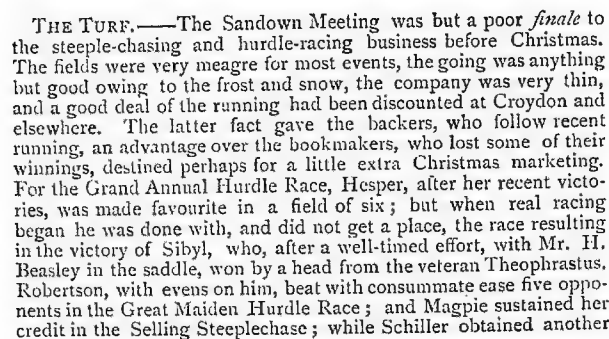 THE TURF.——The Sandown Meeting was but a poor finale to
the steeple-chasing and hurdle-racing business before Christmas.
The fields were very meagre for most events, the going was anything
but good owing to the frost and snow, the company was very thin,
and a good deal of the running had been discounted at Croydon and
elsewhere. The latter fact gave the backers, who follow recent
running, an advantage over the bookmakers, who lost some of their
winnings, destined perhaps for a little extra Christmas marketing.
For the Grand Annual Hurdle Race, Hesper, after her recent victo-
ries, was made favourite in a field of six; but when real racing
began he was done with, and did not get a place, the race resulting
in the victory of Sibyl, who, after a well-timed effort, with Mr. H.
Beasley in the saddle, won by a head from the veteran Theophrastus.
Robertson, with evens on him, beat with consummate ease five oppo-
nents in the Great Maiden Hurdle Race; and Magpie sustained her
credit in the Selling Steeplechase; while Schiller obtained another